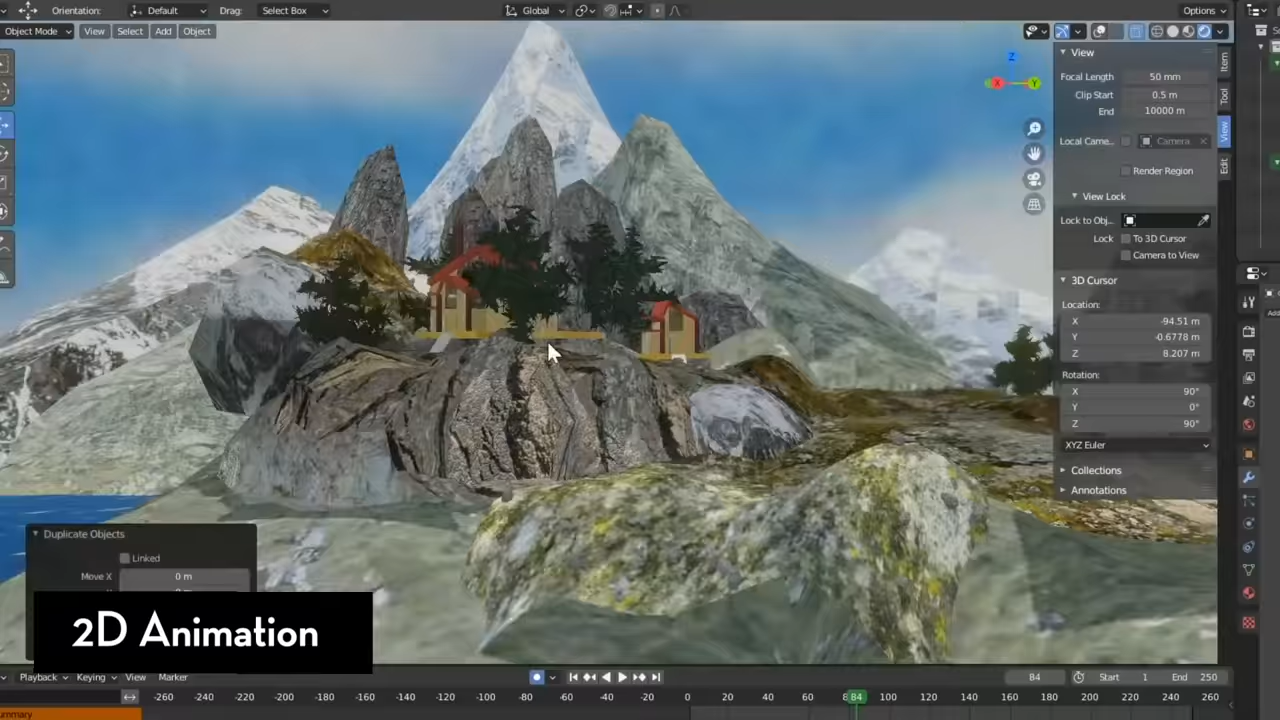 Orientation: Default Drag: Select Box Global Options
Object Mode View Select Add Object
View
Focal Length 50 mm
Clip Start 0.5 m
End 10000 m
Local Came... Camera
Render Region
View Lock
Lock to Obj...
Lock To 3D Cursor
Camera to View
3D Cursor
Location:
X -94.51 m
Y -0.6778 m
Z 8.207 m
Rotation:
X 90°
Y 0°
Z 90°
XYZ Euler
Collections
Annotations
Item
Tool
View
Edit
Z
X
Y
Duplicate Objects
Linked
Move X 0 m
2D Animation
Playback Keying View Marker 84 Start 1 End 250
-260 -240 -220 -200 -180 -160 -140 -120 -100 -80 -60 -40 -20 0 20 40 60 84 100 120 140 160 180 200 220 240 260